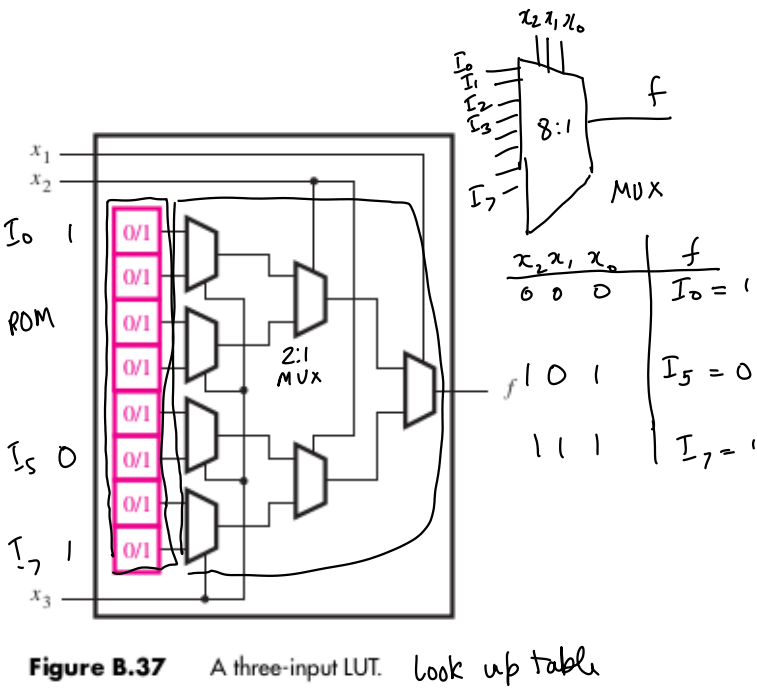 x₂ x₁ x₀
I₀
I₁
I₂
I₃
I₇
8:1
f
MUX
x₁
x₂
I₀ 1
0/1
0/1
ROM
0/1
0/1
0/1
I₅ 0
0/1
0/1
I₇ 1
0/1
x₃
2:1
MUX
f
x₂ x₁ x₀ f
0 0 0 I₀ = 1
1 0 1 I₅ = 0
1 1 1 I₇ = 1
Figure B.37 A three-input LUT. Look up table